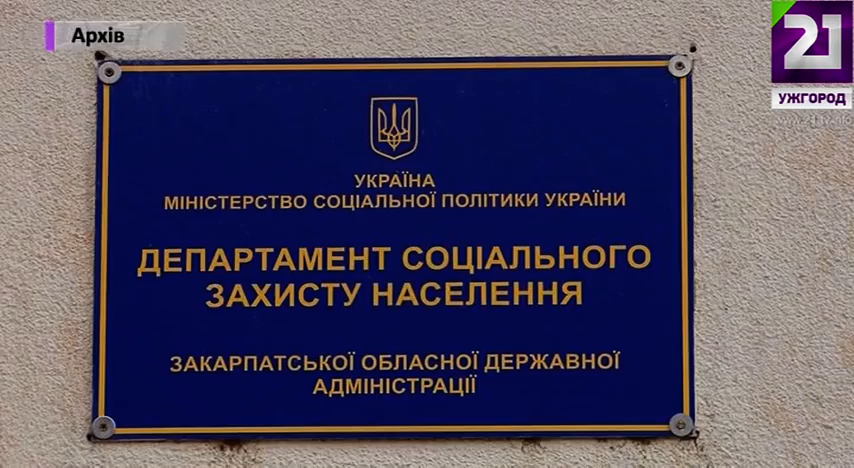 Архів
21
УЖГОРОД
УКРАЇНА
МІНІСТЕРСТВО СОЦІАЛЬНОЇ ПОЛІТИКИ УКРАЇНИ
ДЕПАРТАМЕНТ СОЦІАЛЬНОГО
ЗАХИСТУ НАСЕЛЕННЯ
ЗАКАРПАТСЬКОЇ ОБЛАСНОЇ ДЕРЖАВНОЇ
АДМІНІСТРАЦІЇ